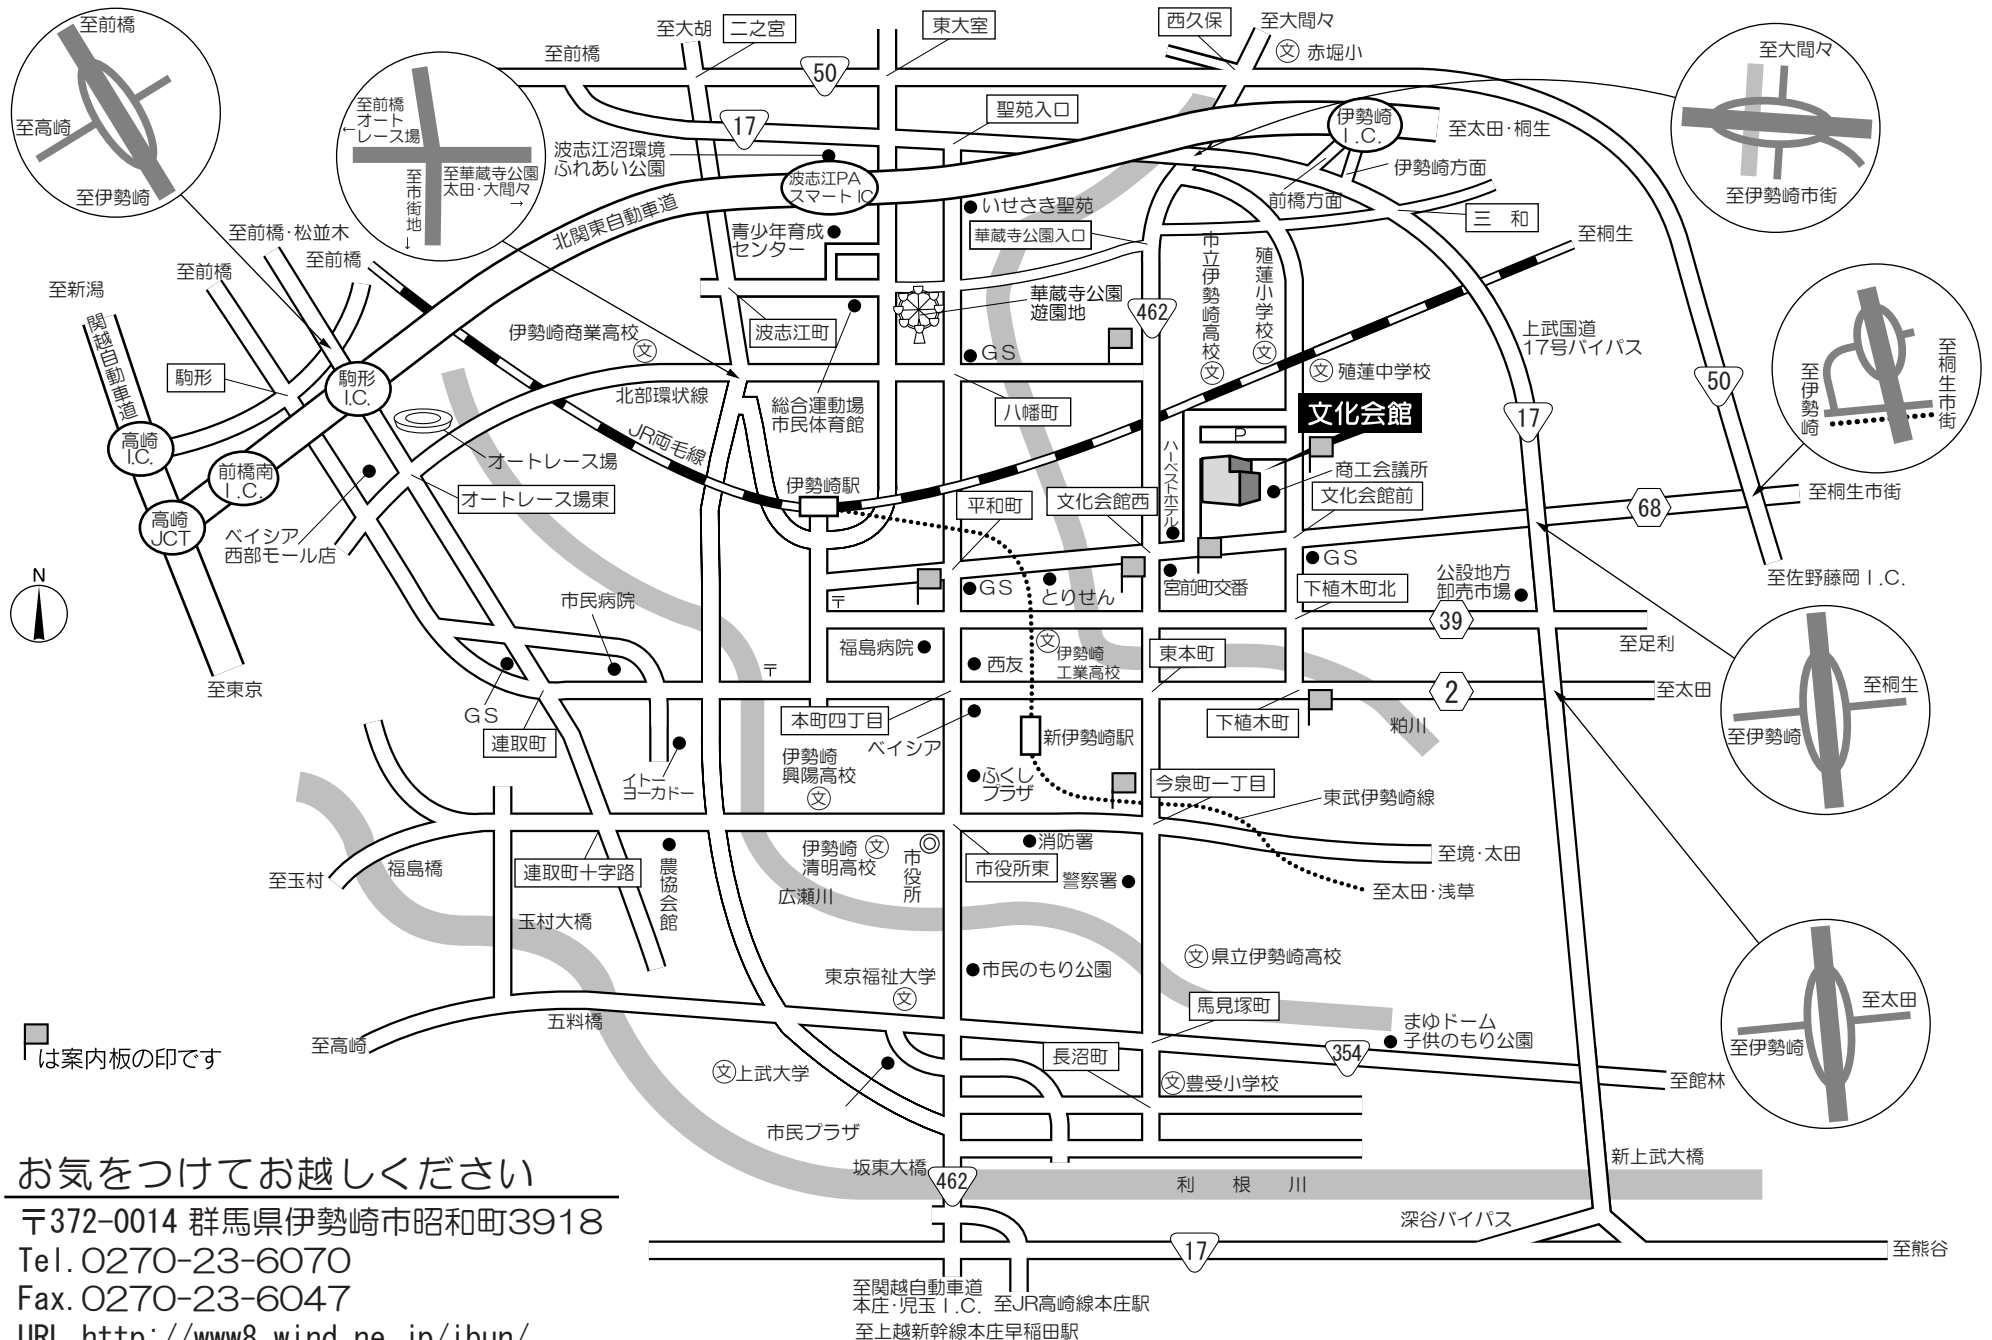 至前橋
至高崎
至伊勢崎
至前橋
オート
レース場
←
至華蔵寺公園
太田・大間々
→
至市街地
↓
至大胡
二之宮
東大室
西久保
至大間々
文 赤堀小
至前橋
50
17
聖苑入口
伊勢崎
I.C.
至太田・桐生
至大間々
至伊勢崎市街
波志江沼環境
ふれあい公園
波志江PA
スマートIC
伊勢崎方面
前橋方面
三 和
北関東自動車道
いせさき聖苑
青少年育成
センター
華蔵寺公園入口
至桐生
至前橋・松並木
至前橋
至前橋
至新潟
関越自動車道
市立伊勢崎高校
文
殖蓮小学校
文
華蔵寺公園
遊園地
462
波志江町
伊勢崎商業高校
文
GS
上武国道
17号バイパス
至伊勢崎
至桐生市街
駒形
駒形
I.C.
北部環状線
総合運動場
市民体育館
八幡町
文 殖蓮中学校
50
文化会館
17
P
高崎
I.C.
前橋南
I.C.
高崎
JCT
JR両毛線
オートレース場
オートレース場東
伊勢崎駅
平和町
文化会館西
ハーベストホテル
商工会議所
文化会館前
68
至桐生市街
ベイシア
西部モール店
N
GS
とりせん
宮前町交番
GS
公設地方
卸売市場
至佐野藤岡I.C.
市民病院
〒
下植木町北
39
至足利
福島病院
西友
文
伊勢崎
工業高校
東本町
〒
至東京
2
至太田
至桐生
至伊勢崎
GS
連取町
本町四丁目
ベイシア
新伊勢崎駅
下植木町
粕川
イトー
ヨーカドー
伊勢崎
興陽高校
文
ふくし
プラザ
今泉町一丁目
東武伊勢崎線
至玉村
福島橋
連取町十字路
農協会館
伊勢崎
清明高校
文
市役所
消防署
市役所東
警察署
至境・太田
至太田・浅草
広瀬川
玉村大橋
東京福祉大学
文
市民のもり公園
文 県立伊勢崎高校
馬見塚町
至太田
至伊勢崎
は案内板の印です
至高崎
五料橋
まゆドーム
子供のもり公園
354
長沼町
文 上武大学
文 豊受小学校
至館林
市民プラザ
坂東大橋
462
利 根 川
新上武大橋
深谷バイパス
17
至熊谷
至関越自動車道
本庄・児玉I.C.
至JR高崎線本庄駅
至上越新幹線本庄早稲田駅
お気をつけてお越しください
〒372-0014 群馬県伊勢崎市昭和町3918
Tel. 0270-23-6070
Fax. 0270-23-6047
URL http://www8.wind.ne.jp/ibun/